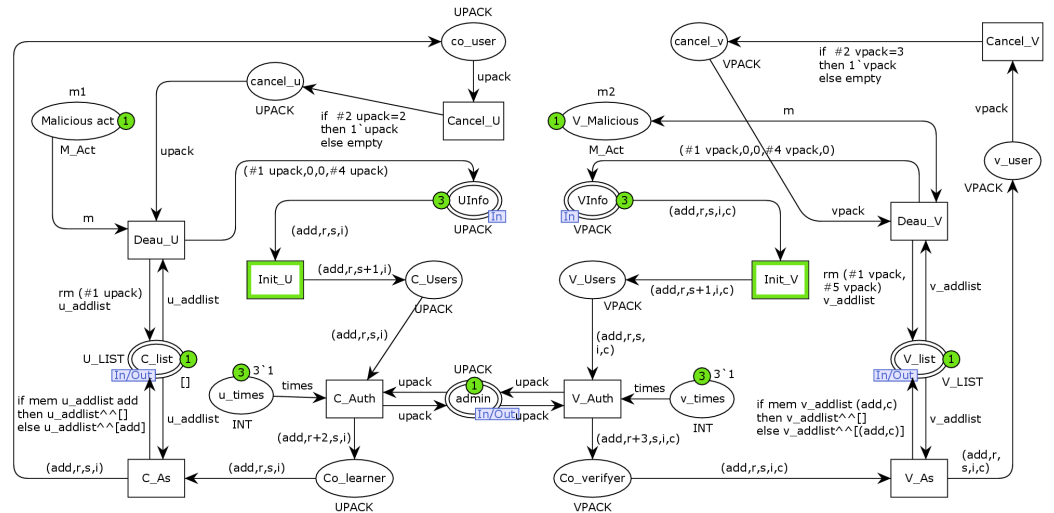 UPACK
co_user
cancel_u
UPACK
upack
Cancel_U
if #2 upack=2
then 1`upack
else empty
m1
Malicious act
1
M_Act
upack
(#1 upack,0,0,#4 upack)
m
Deau_U
3
UInfo
In
UPACK
(add,r,s,i)
Init_U
(add,r,s+1,i)
C_Users
UPACK
rm (#1 upack)
u_addlist
u_addlist
U_LIST
C_list
1
In/Out
[]
(add,r,s,i)
3
3`1
u_times
INT
times
C_Auth
upack
upack
UPACK
1
admin
In/Out
if mem u_addlist add
then u_addlist^^[]
else u_addlist^^[add]
u_addlist
(add,r+2,s,i)
(add,r,s,i)
C_As
(add,r,s,i)
Co_learner
UPACK
cancel_v
VPACK
Cancel_V
if #2 vpack=3
then 1`vpack
else empty
vpack
m2
1
V_Malicious
M_Act
m
v_user
VPACK
(#1 vpack,0,0,#4 vpack,0)
VInfo
3
In
VPACK
(add,r,s,i,c)
vpack
Deau_V
V_Users
VPACK
(add,r,s+1,i,c)
Init_V
rm (#1 vpack,
#5 vpack)
v_addlist
v_addlist
(add,r,s,
i,c)
V_list
1
In/Out
V_LIST
upack
upack
V_Auth
times
3
3`1
v_times
INT
if mem v_addlist (add,c)
then v_addlist^^[]
else v_addlist^^[(add,c)]
v_addlist
(add,r+3,s,i,c)
Co_verifyer
VPACK
(add,r,s,i,c)
V_As
(add,r,
s,i,c)